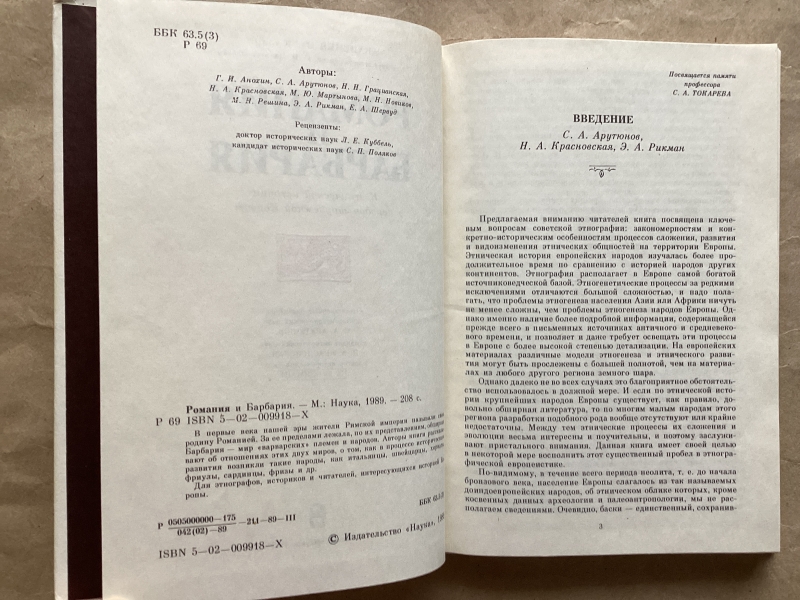 ББК 63.5(3)
Р 69
Авторы:
Г. И. Анохин, С. А. Арутюнов, Н. Н. Грацианская,
Н. А. Красновская, М. Ю. Мартынова, М. Н. Новиков,
М. Н. Решина, Э. А. Рикман, Е. А. Шервуд
Рецензенты:
доктор исторических наук Л. Е. Куббель,
кандидат исторических наук С. П. Поляков
Романия и Барбария. — М.: Наука, 1989. — 208 с.
Р 69 ISBN 5—02—009918—X
В первые века нашей эры жители Римской империи называли
родину Романией. За ее пределами лежала, по их представлениям,
Барбария — мир «варварских» племен и народов. Авторы книги
вают об отношениях этих двух миров, о том, как в процессе
развития возникли такие народы, как итальянцы, швейцарцы,
фриулы, сардинцы, фризы и др.
Для этнографов, историков и читателей, интересующихся историей
ропы.
ББК 63.5
Р 0505000000—175
042(02)—89 —24.1—89—III
ISBN 5—02—009918—X
© Издательство «Наука»,
Посвящается памяти
профессора
С. А. ТОКАРЕВА
ВВЕДЕНИЕ
С. А. Арутюнов,
Н. А. Красновская, Э. А. Рикман
Предлагаемая вниманию читателей книга посвящена ключе-
вым вопросам советской этнографии: закономерностям и кон-
кретно-историческим особенностям процессов сложения, развития
и видоизменения этнических общностей на территории Европы.
Этническая история европейских народов изучалась более про-
должительное время по сравнению с историей народов других
континентов. Этнография располагает в Европе самой богатой
источниковедческой базой. Этногенетические процессы за редкими
исключениями отличаются большой сложностью, и надо пола-
гать, что проблемы этногенеза населения Азии или Африки ничуть
не менее сложны, чем проблемы этногенеза народов Европы. Од-
нако именно наличие более подробной информации, содержащейся
прежде всего в письменных источниках античного и средневеко-
вого времени, и позволяет и даже требует освещать эти процессы
в Европе с более высокой степенью детализации. На европейских
материалах различные модели этногенеза и этнического разви-
тия могут быть прослежены с большей полнотой, чем на материа-
лах из любого другого региона земного шара.
Однако далеко не во всех случаях это благоприятное обстоятель-
ство использовалось в должной мере. И если по этнической исто-
рии крупнейших народов Европы существует, как правило, до-
вольно обширная литература, то по многим малым народам этого
региона разработки подобного рода вообще отсутствуют или крайне
недостаточны. Между тем этнические процессы их сложения и
эволюции весьма интересны и поучительны, и поэтому заслужи-
вают пристального внимания. Данная книга имеет своей целью
в некоторой мере восполнить этот существенный пробел в этно-
графической европеистике.
По-видимому, в течение всего периода неолита, т. е. до начала
бронзового века, население Европы слагалось из так называемых
доиндоевропейских народов, об этническом облике которых, кроме
косвенных данных археологии и палеоантропологии, мы не рас-
полагаем сведениями. Очевидно, баски — единственный, сохранив-
3